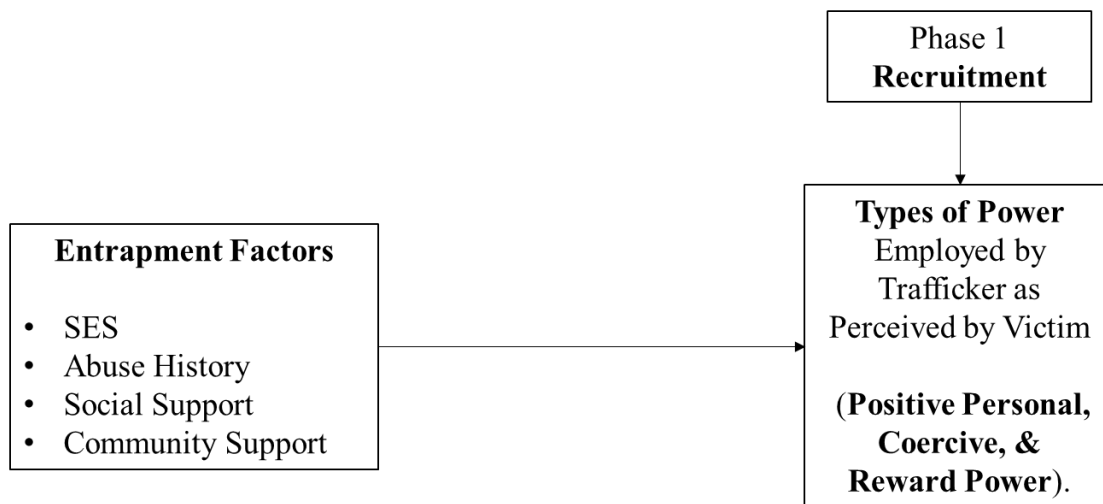 Phase 1
Recruitment
Entrapment Factors
• SES
• Abuse History
• Social Support
• Community Support
Types of Power
Employed by
Trafficker as
Perceived by Victim
(Positive Personal,
Coercive, &
Reward Power).